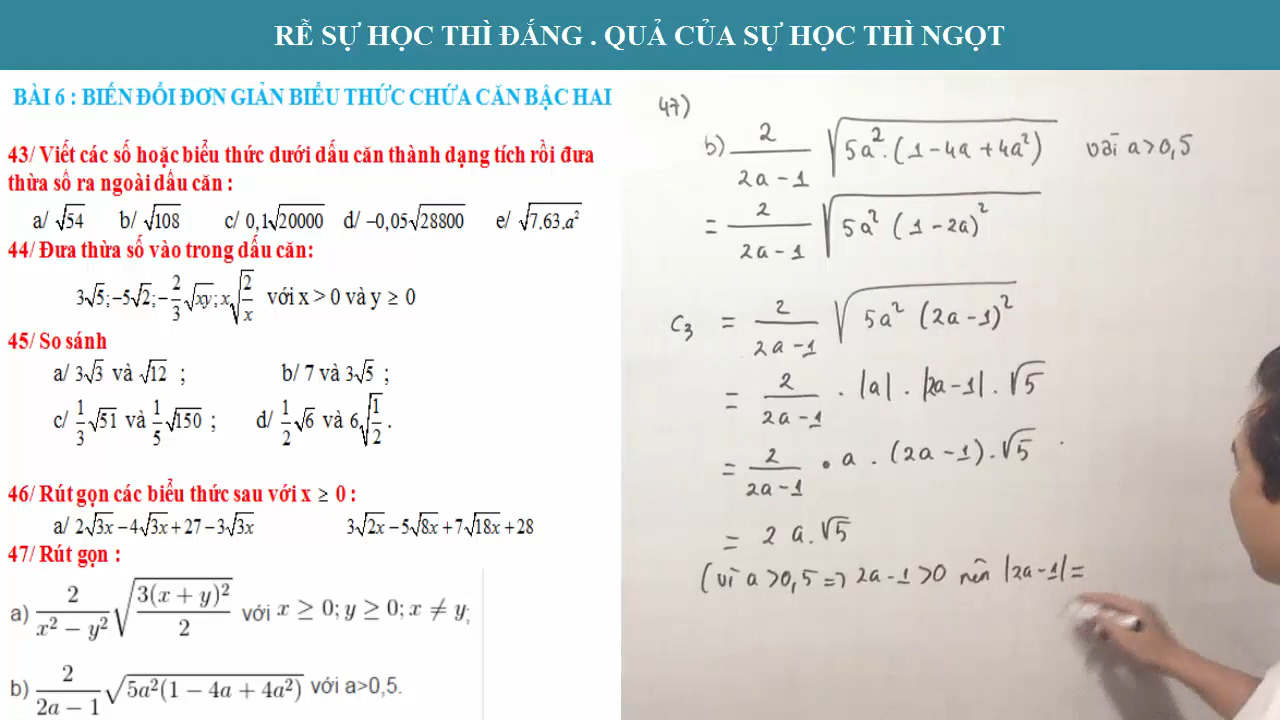 RỄ SỰ HỌC THÌ ĐẮNG . QUẢ CỦA SỰ HỌC THÌ NGỌT
BÀI 6 : BIẾN ĐỔI ĐƠN GIẢN BIỂU THỨC CHỨA CĂN BẬC HAI
43/ Viết các số hoặc biểu thức dưới dấu căn thành dạng tích rồi đưa
thừa số ra ngoài dấu căn :
a/ √54 b/ √108 c/ 0,1√20000 d/ −0,05√28800 e/ √(7.63.a²)
44/ Đưa thừa số vào trong dấu căn:
3√5; −5√2; −2/3 √(xy); x√(2/x) với x > 0 và y ≥ 0
45/ So sánh
a/ 3√3 và √12 ; b/ 7 và 3√5 ;
c/ 1/3 √51 và 1/5 √150 ; d/ 1/2 √6 và 6√(1/2) .
46/ Rút gọn các biểu thức sau với x ≥ 0 :
a/ 2√3x − 4√3x + 27 − 3√3x 3√2x − 5√8x + 7√18x + 28
47/ Rút gọn :
a) 2/(x² − y²) √(3(x + y)²/2) với x ≥ 0; y ≥ 0; x ≠ y;
b) 2/(2a − 1) √(5a²(1 − 4a + 4a²)) với a>0,5.
47)
b) 2/(2a − 1) √(5a² . (1 − 4a + 4a²)) với a > 0,5
= 2/(2a − 1) √(5a² (1 − 2a)²)
C₃ = 2/(2a − 1) √(5a² (2a − 1)²)
= 2/(2a − 1) . |a| . |2a − 1| . √5
= 2/(2a − 1) . a . (2a − 1) . √5
= 2 a . √5
( vì a > 0,5 => 2a − 1 > 0 nên |2a − 1| =